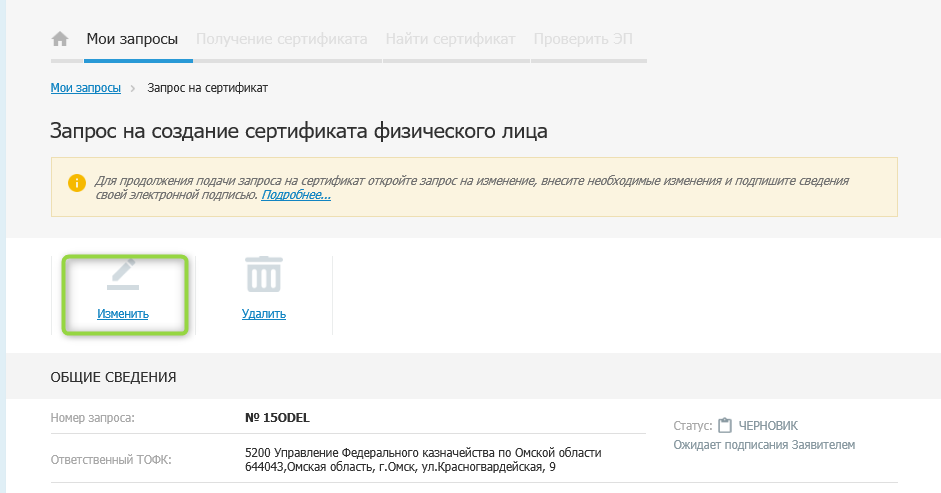 Мои запросы Получение сертификата Найти сертификат Проверить ЭП
Мои запросы > Запрос на сертификат
Запрос на создание сертификата физического лица
Для продолжения подачи запроса на сертификат откройте запрос на изменение, внесите необходимые изменения и подпишите сведения
своей электронной подписью. Подробнее...
Изменить Удалить
ОБЩИЕ СВЕДЕНИЯ
Номер запроса: № 15ODEL
Статус: ЧЕРНОВИК
Ожидает подписания Заявителем
Ответственный ТОФК: 5200 Управление Федерального казначейства по Омской области
644043,Омская область, г.Омск, ул.Красногвардейская, 9